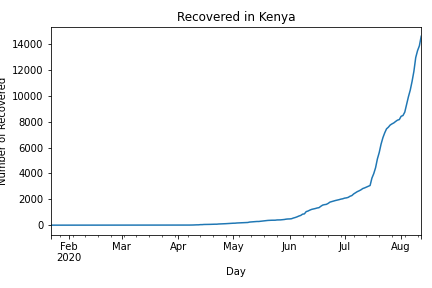 Recovered in Kenya
Number of Recovered
14000
12000
10000
8000
6000
4000
2000
0
Feb
2020
Mar
Apr
May
Jun
Jul
Aug
Day